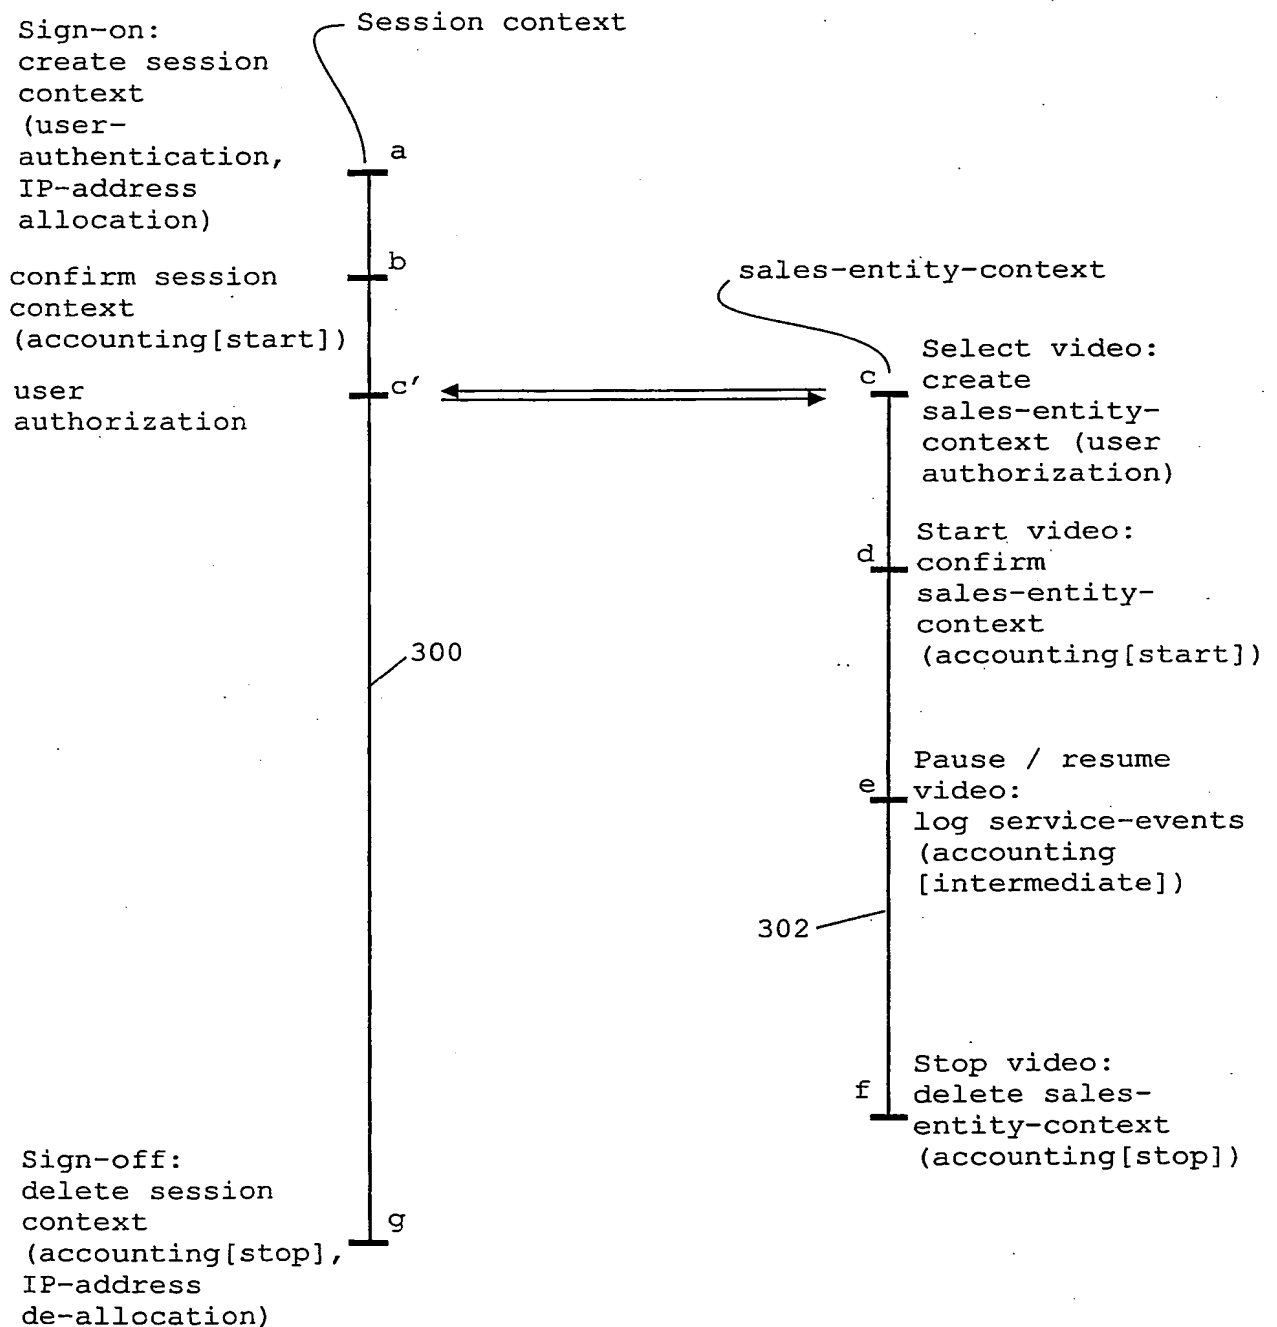 Sign-on:
create session
context
(user-
authentication,
IP-address
allocation)
Session context
a
b
confirm session
context
(accounting[start])
user
authorization
c'
sales-entity-context
c
Select video:
create
sales-entity-
context (user
authorization)
d
Start video:
confirm
sales-entity-
context
(accounting[start])
300
e
Pause / resume
video:
log service-events
(accounting
[intermediate])
302
f
Stop video:
delete sales-
entity-context
(accounting[stop])
Sign-off:
delete session
context
(accounting[stop],
IP-address
de-allocation)
g